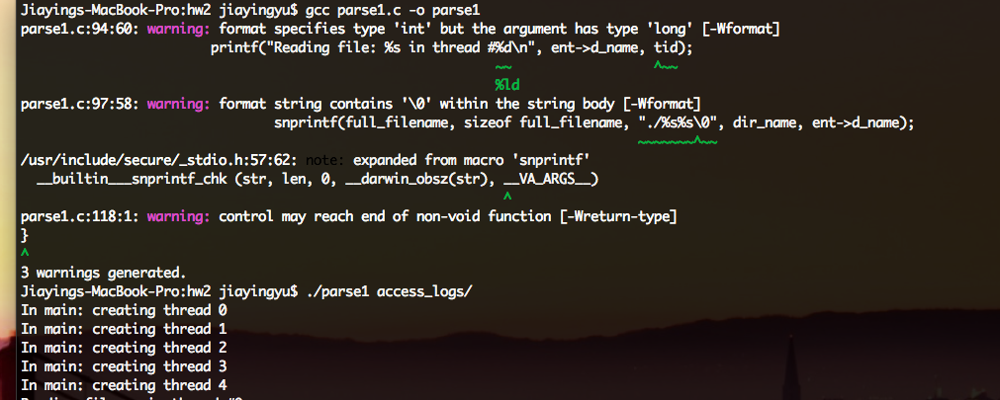 Jiayings-MacBook-Pro:hw2 jiayingyu$ gcc parse1.c -o parse1
parse1.c:94:60: warning: format specifies type 'int' but the argument has type 'long' [-Wformat]
printf("Reading file: %s in thread #%d\n", ent->d_name, tid);
~~ ^~~
%ld
parse1.c:97:58: warning: format string contains '\0' within the string body [-Wformat]
snprintf(full_filename, sizeof full_filename, "./%s%s\0", dir_name, ent->d_name);
~~~~~~~^~~
/usr/include/secure/_stdio.h:57:62: note: expanded from macro 'snprintf'
__builtin___snprintf_chk (str, len, 0, __darwin_obsz(str), __VA_ARGS__)
^
parse1.c:118:1: warning: control may reach end of non-void function [-Wreturn-type]
}
^
3 warnings generated.
Jiayings-MacBook-Pro:hw2 jiayingyu$ ./parse1 access_logs/
In main: creating thread 0
In main: creating thread 1
In main: creating thread 2
In main: creating thread 3
In main: creating thread 4